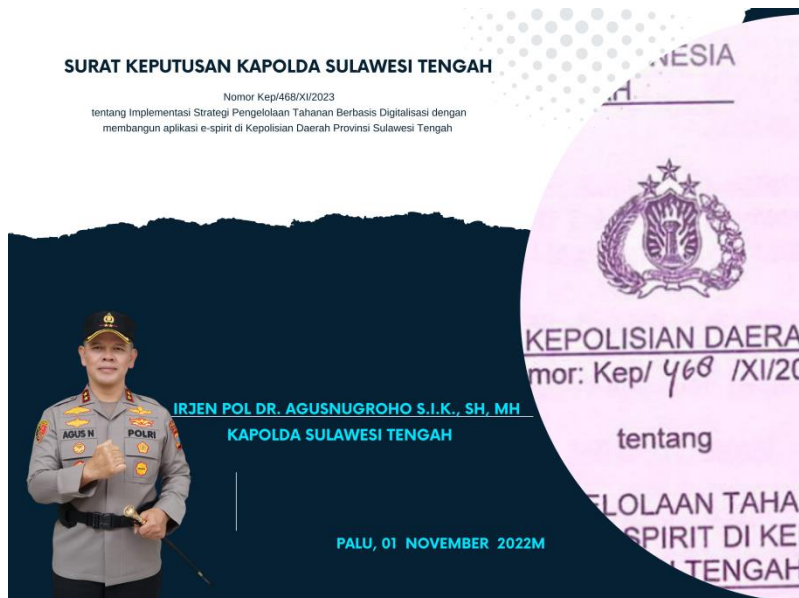 SURAT KEPUTUSAN KAPOLDA SULAWESI TENGAH
Nomor Kep/468/XI/2023
tentang Implementasi Strategi Pengelolaan Tahanan Berbasis Digitalisasi dengan
membangun aplikasi e-spirit di Kepolisian Daerah Provinsi Sulawesi Tengah
NESIA
AH
KEPOLISIAN DAERA
mor: Kep/ 468 /XI/20
tentang
ELOLAAN TAHA
SPIRIT DI KE
TENGAH
AGUS N
POLRI
IRJEN POL DR. AGUSNUGROHO S.I.K., SH, MH
KAPOLDA SULAWESI TENGAH
PALU, 01 NOVEMBER 2022M